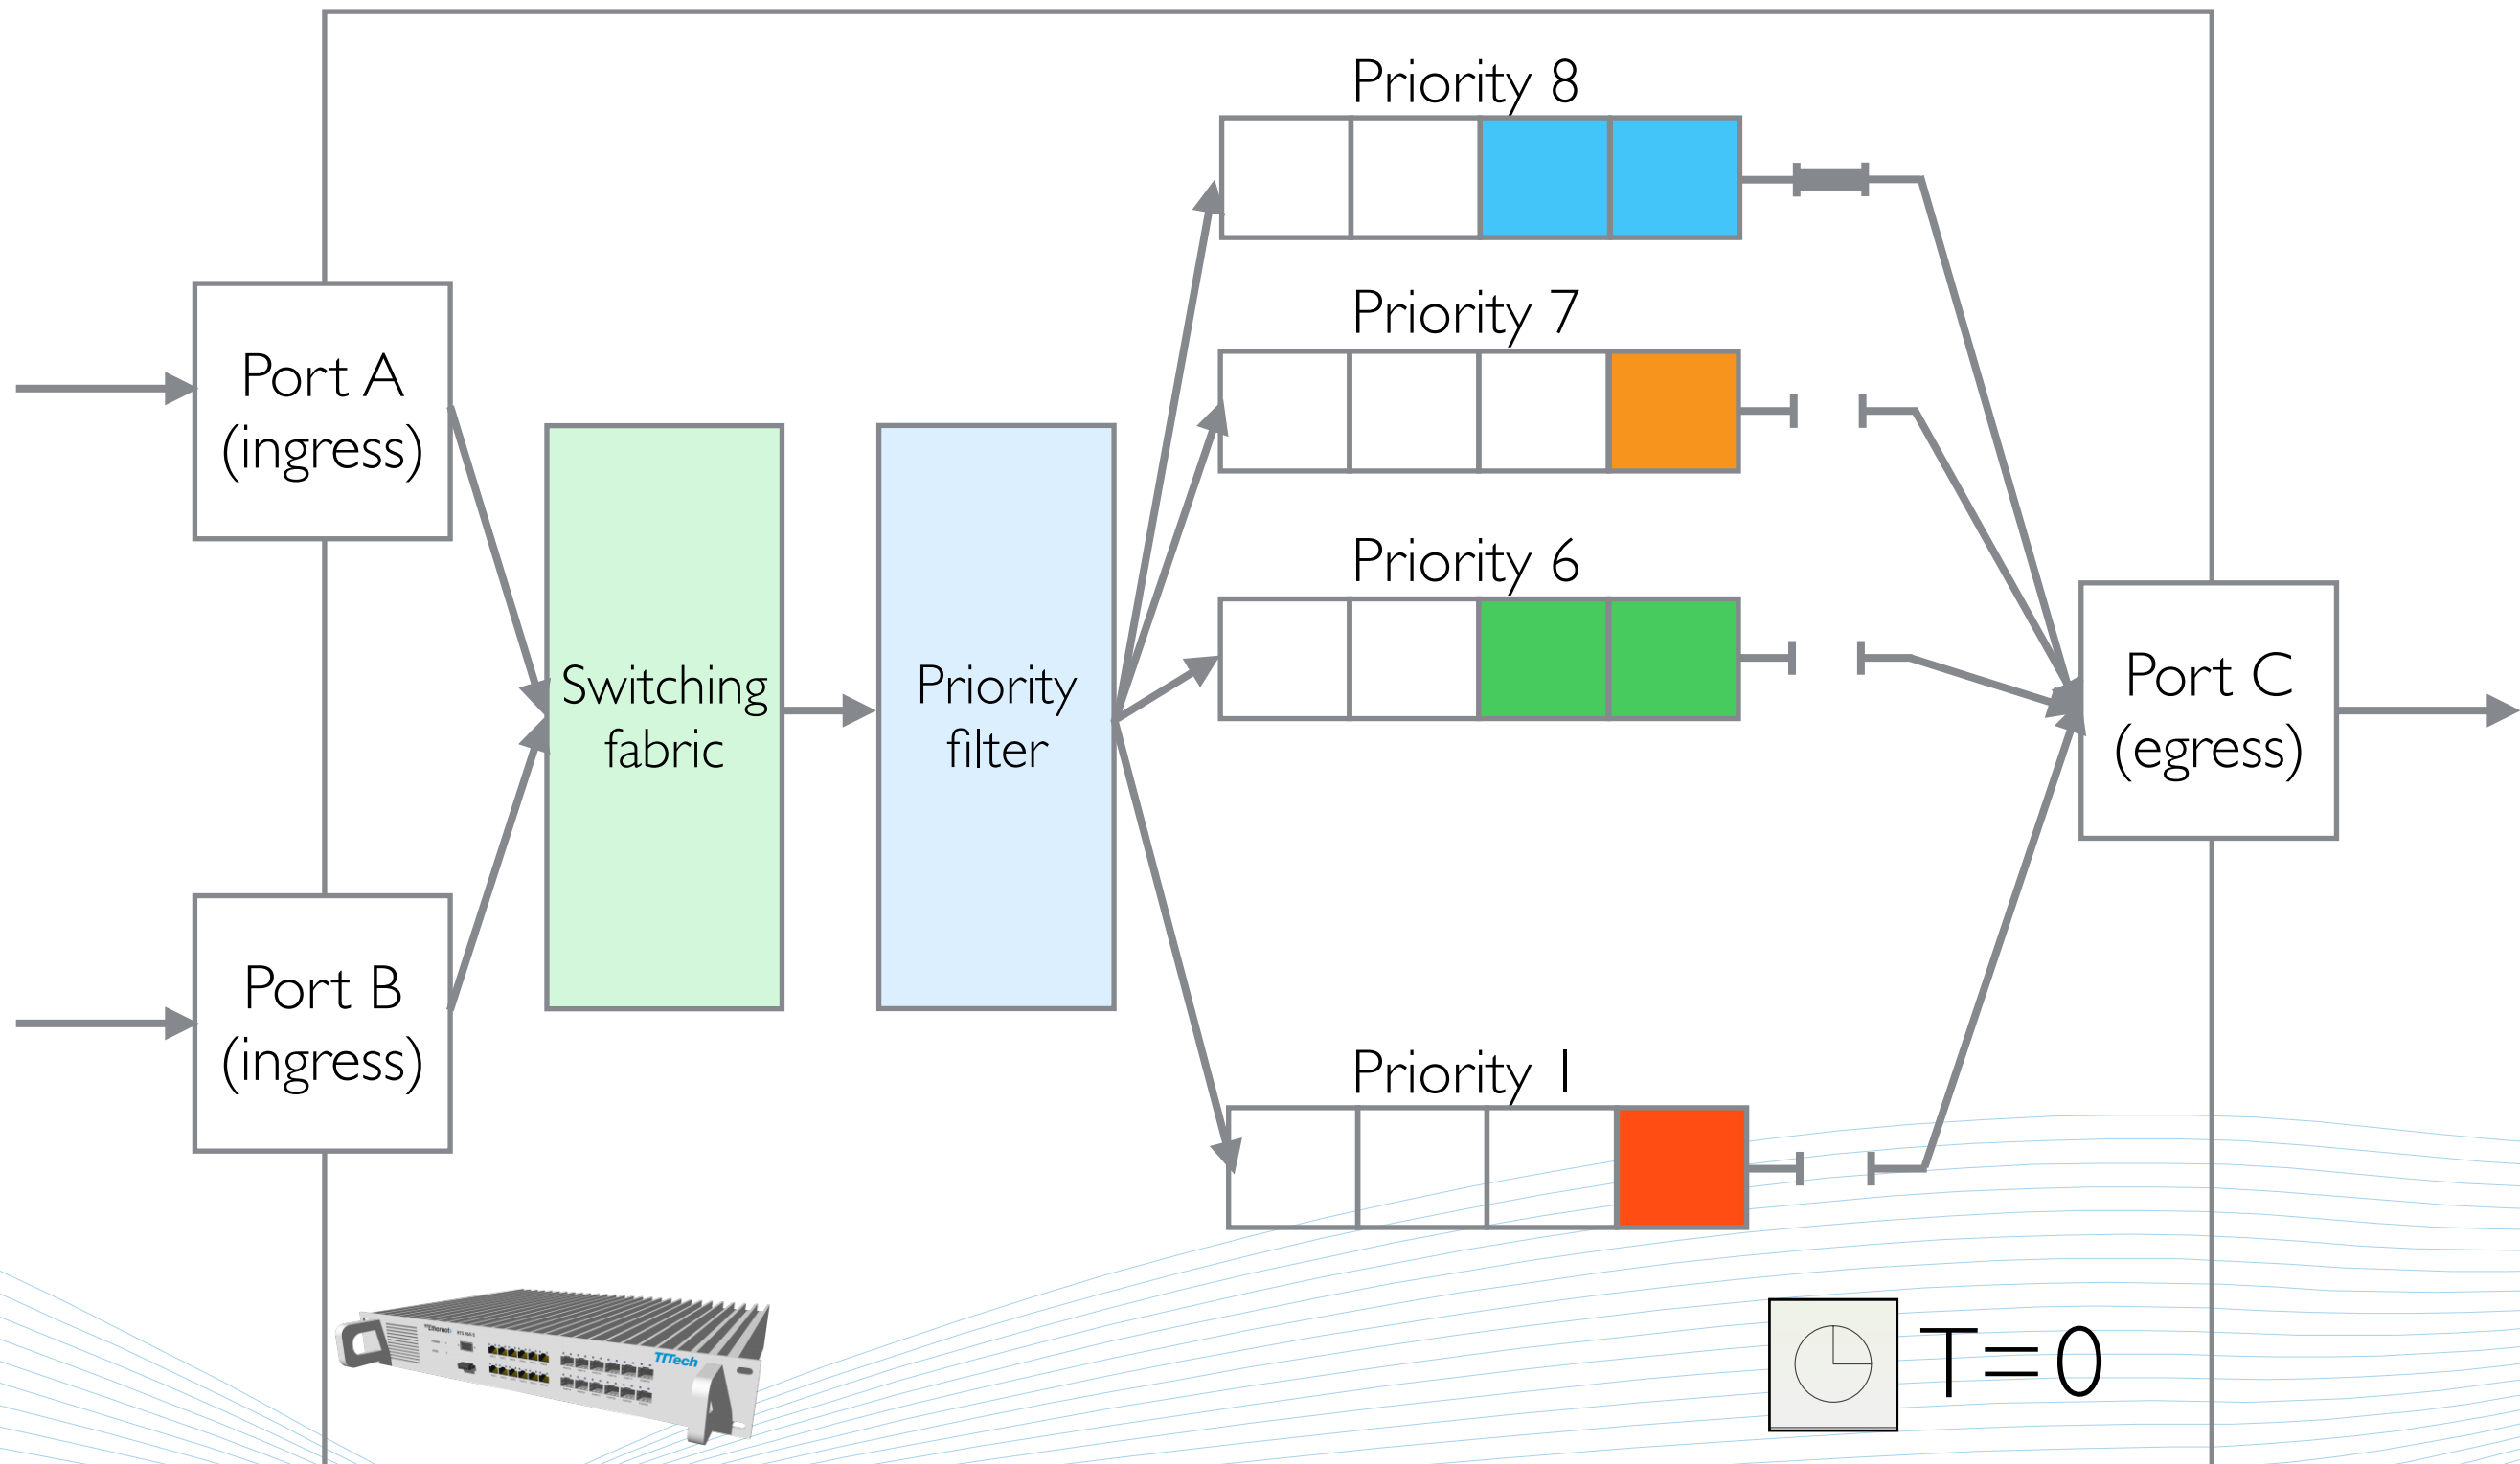 Priority 8
Priority 7
Port A
(ingress)
Priority 6
Switching
fabric
Priority
filter
Port C
(egress)
Port B
(ingress)
Priority 1
TTTech
T=0